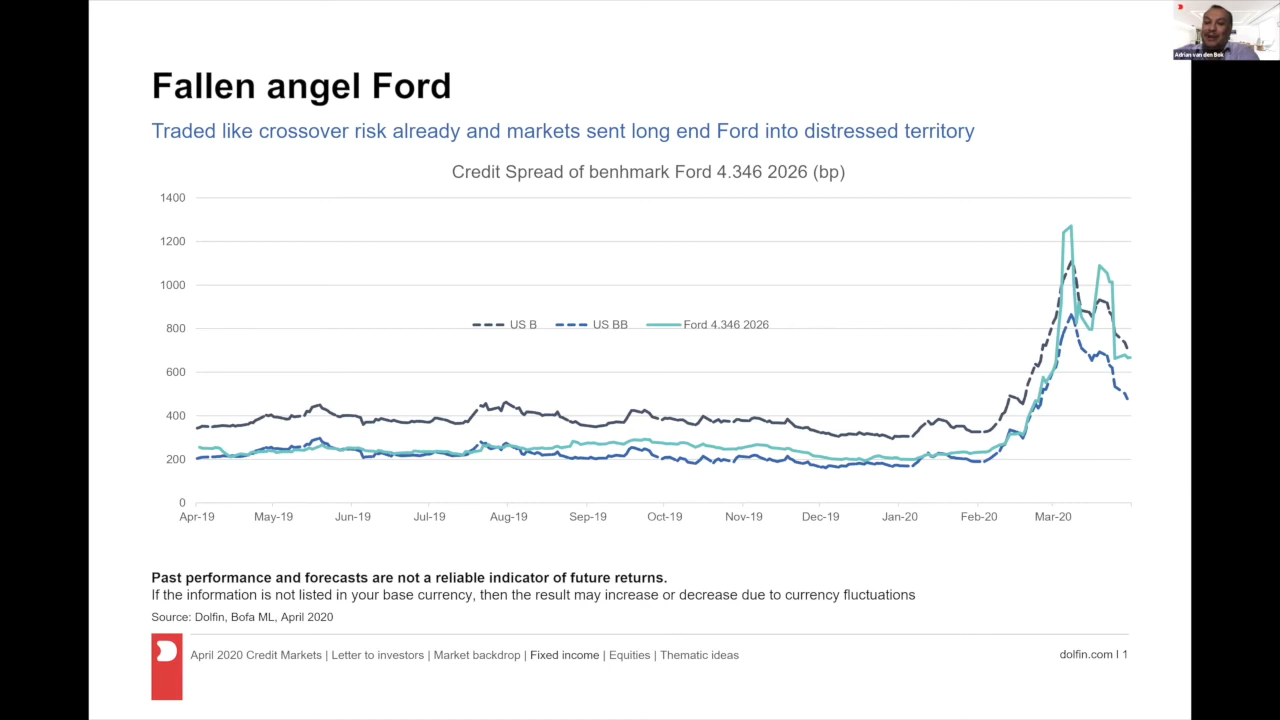 Adrian van den Bok
Fallen angel Ford
Traded like crossover risk already and markets sent long end Ford into distressed territory
Credit Spread of benhmark Ford 4.346 2026 (bp)
1400
1200
1000
800
600
400
200
0
US B
US BB
Ford 4.346 2026
Apr-19
May-19
Jun-19
Jul-19
Aug-19
Sep-19
Oct-19
Nov-19
Dec-19
Jan-20
Feb-20
Mar-20
Past performance and forecasts are not a reliable indicator of future returns.
If the information is not listed in your base currency, then the result may increase or decrease due to currency fluctuations
Source: Dolfin, Bofa ML, April 2020
April 2020 Credit Markets | Letter to investors | Market backdrop | Fixed income | Equities | Thematic ideas
dolfin.com | 1